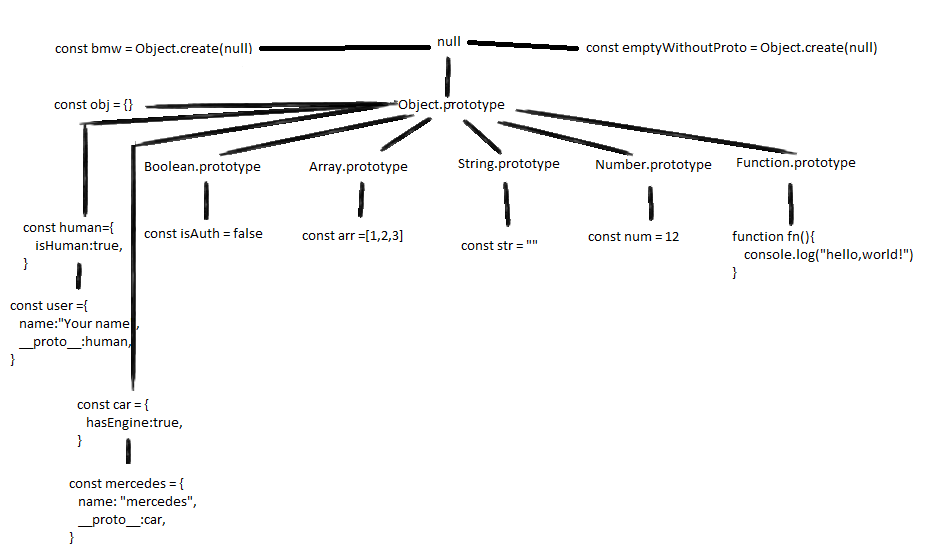 null
const bmw = Object.create(null)
const emptyWithoutProto = Object.create(null)
const obj = {}
Object.prototype
Boolean.prototype
Array.prototype
String.prototype
Number.prototype
Function.prototype
const human={
isHuman:true,
}
const isAuth = false
const arr =[1,2,3]
const str = ""
const num = 12
function fn(){
console.log("hello,world!")
}
const user ={
name:"Your name",
__proto__:human,
}
const car = {
hasEngine:true,
}
const mercedes = {
name: "mercedes",
__proto__:car,
}